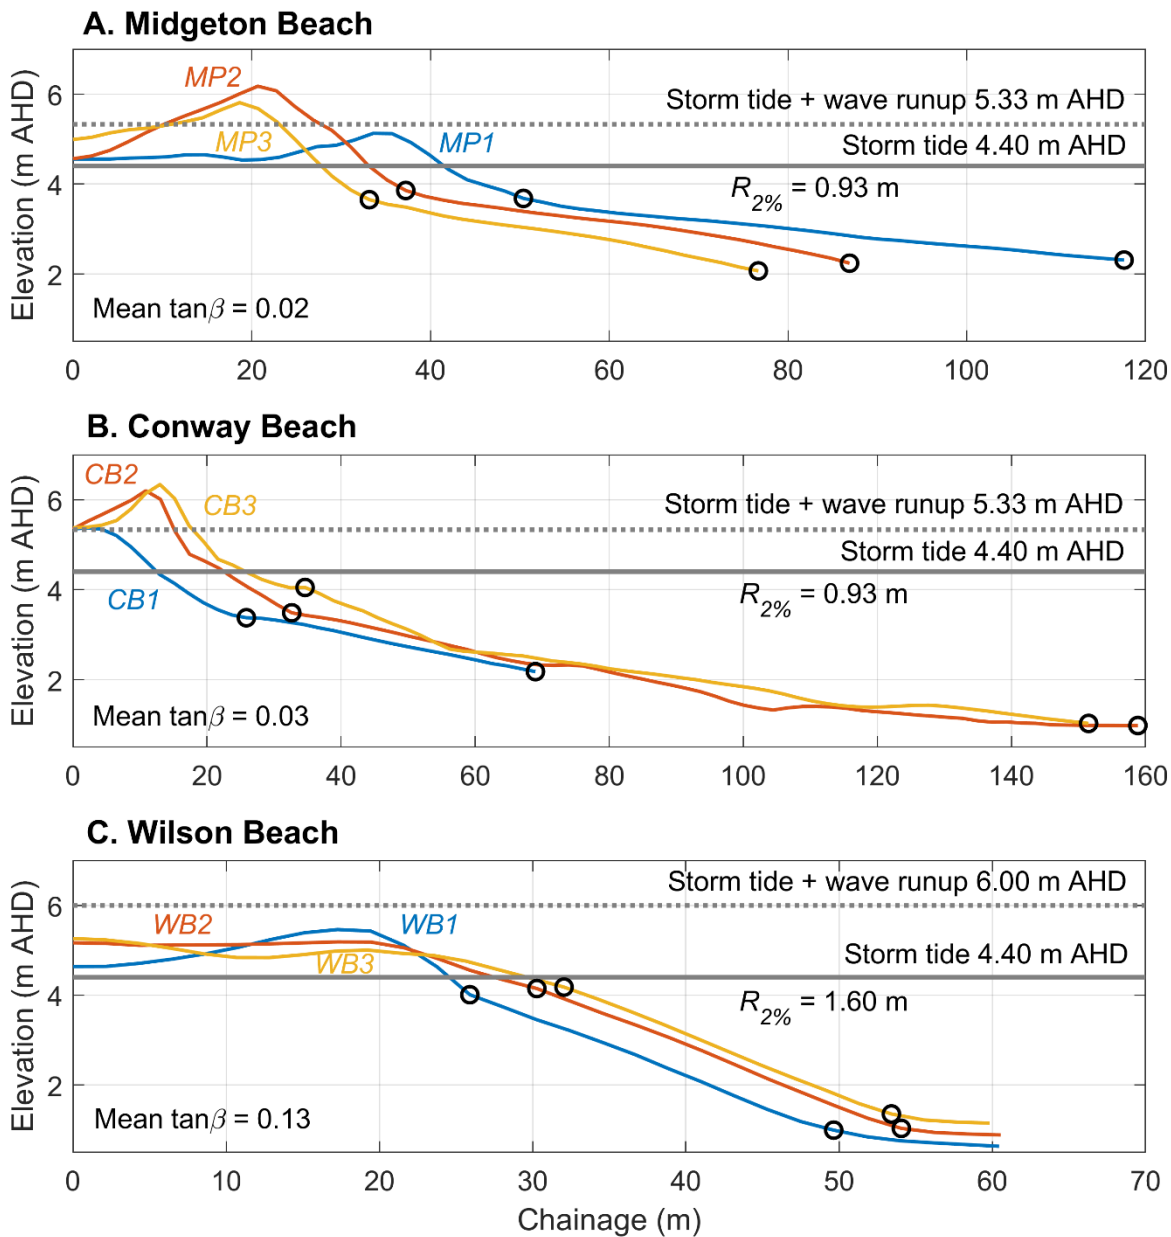 A. Midgeton Beach
Elevation (m AHD)
6
4
2
MP2
MP3
MP1
Storm tide + wave runup 5.33 m AHD
Storm tide 4.40 m AHD
R2% = 0.93 m
Mean tanβ = 0.02
0 20 40 60 80 100 120
B. Conway Beach
Elevation (m AHD)
6
4
2
CB2
CB3
CB1
Storm tide + wave runup 5.33 m AHD
Storm tide 4.40 m AHD
R2% = 0.93 m
Mean tanβ = 0.03
0 20 40 60 80 100 120 140 160
C. Wilson Beach
Elevation (m AHD)
6
4
2
WB2
WB1
WB3
Storm tide + wave runup 6.00 m AHD
Storm tide 4.40 m AHD
R2% = 1.60 m
Mean tanβ = 0.13
0 10 20 30 40 50 60 70
Chainage (m)